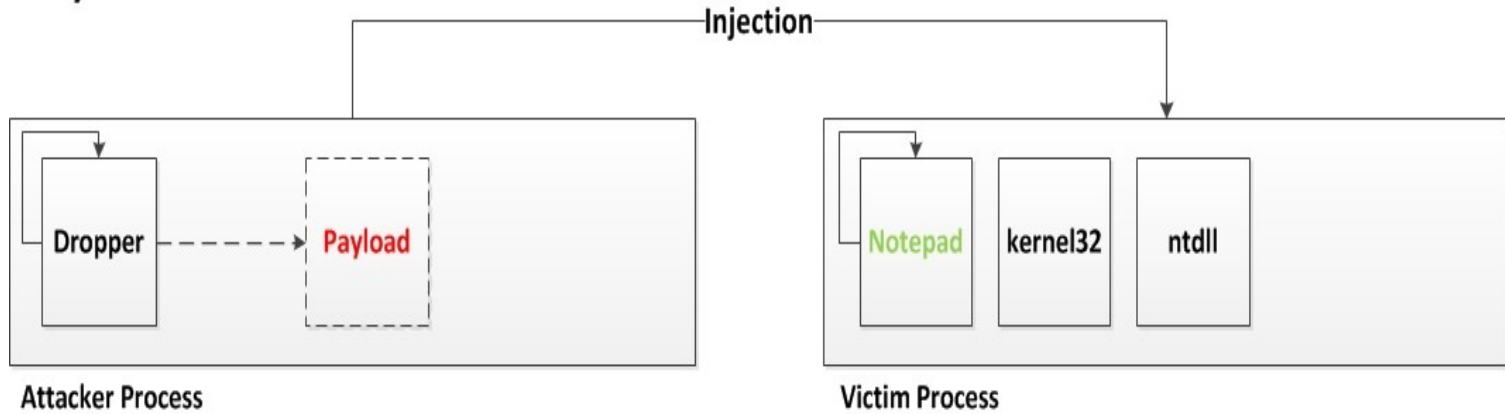 Injection
Dropper
Payload
Notepad
kernel32
ntdll
Attacker Process
Victim Process